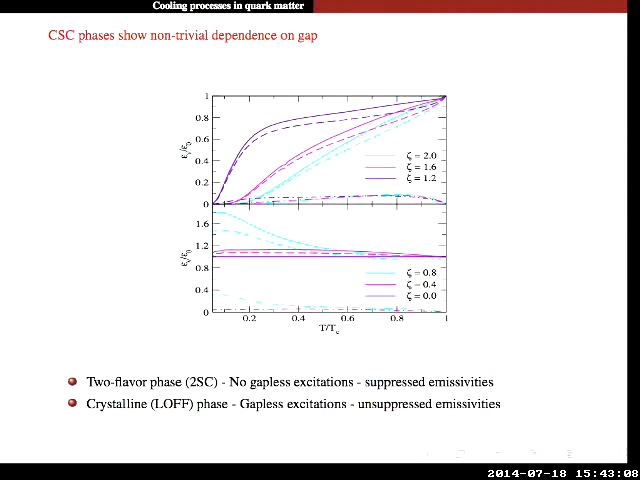 Cooling processes in quark matter
CSC phases show non-trivial dependence on gap
1
0.8
0.6
0.4
0.2
0
ζ = 2.0
ζ = 1.6
ζ = 1.2
1.6
1.2
0.8
0.4
0
ζ = 0.8
ζ = 0.4
ζ = 0.0
0.2 0.4 0.6 0.8 1
T/Tc
Two-flavor phase (2SC) - No gapless excitations - suppressed emissivities
Crystalline (LOFF) phase - Gapless excitations - unsuppressed emissivities
2014-07-18 15:43:08